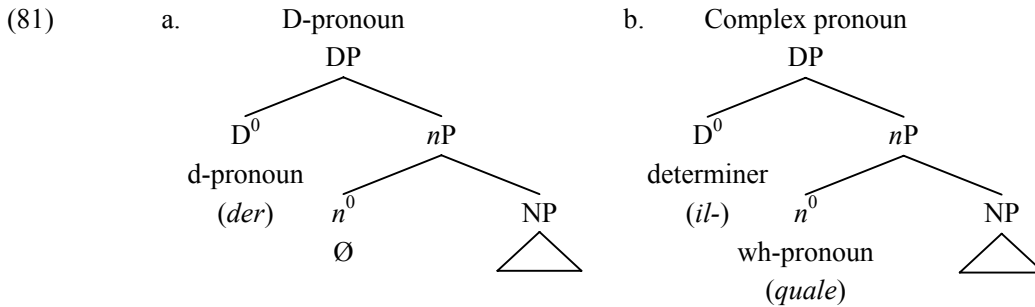 (81) a. D-pronoun b. Complex pronoun
DP DP
D⁰ nP D⁰ nP
d-pronoun determiner
(der) n⁰ NP (il-) n⁰ NP
Ø wh-pronoun
(quale)